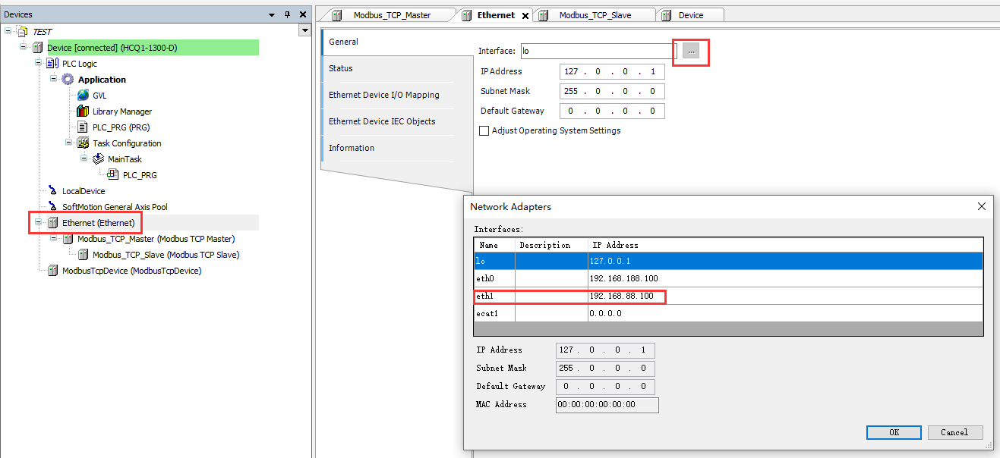 Devices
TEST
Device [connected] (HCQ1-1300-D)
PLC Logic
Application
GVL
Library Manager
PLC_PRG (PRG)
Task Configuration
MainTask
PLC_PRG
LocalDevice
SoftMotion General Axis Pool
Ethernet (Ethernet)
Modbus_TCP_Master (Modbus TCP Master)
Modbus_TCP_Slave (Modbus TCP Slave)
ModbusTcpDevice (ModbusTcpDevice)
Modbus_TCP_Master Ethernet Modbus_TCP_Slave Device
General
Status
Ethernet Device I/O Mapping
Ethernet Device IEC Objects
Information
Interface: lo ...
IP Address 127 . 0 . 0 . 1
Subnet Mask 255 . 0 . 0 . 0
Default Gateway 0 . 0 . 0 . 0
Adjust Operating System Settings
Network Adapters
Interfaces:
Name Description IP Address
lo 127.0.0.1
eth0 192.168.188.100
eth1 192.168.88.100
ecat1 0.0.0.0
IP Address 127 . 0 . 0 . 1
Subnet Mask 255 . 0 . 0 . 0
Default Gateway 0 . 0 . 0 . 0
MAC Address 00:00:00:00:00:00
OK Cancel